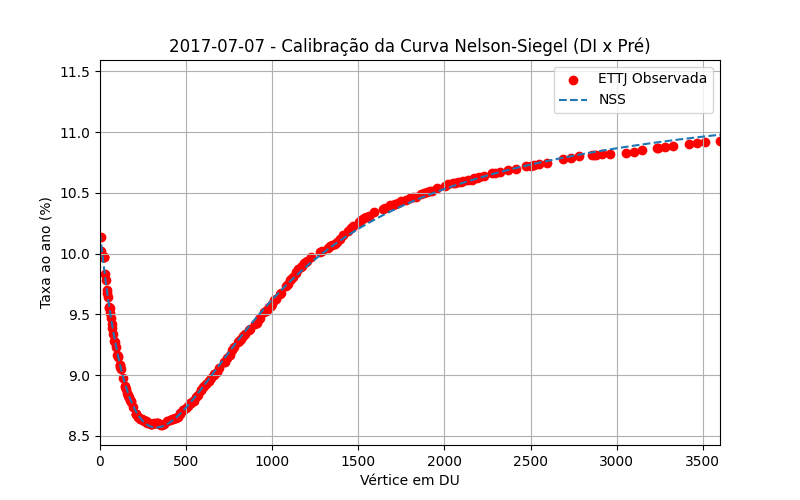 2017-07-07 - Calibração da Curva Nelson-Siegel (DI x Pré)
ETTJ Observada
NSS
Taxa ao ano (%)
11.5
11.0
10.5
10.0
9.5
9.0
8.5
0 500 1000 1500 2000 2500 3000 3500
Vértice em DU